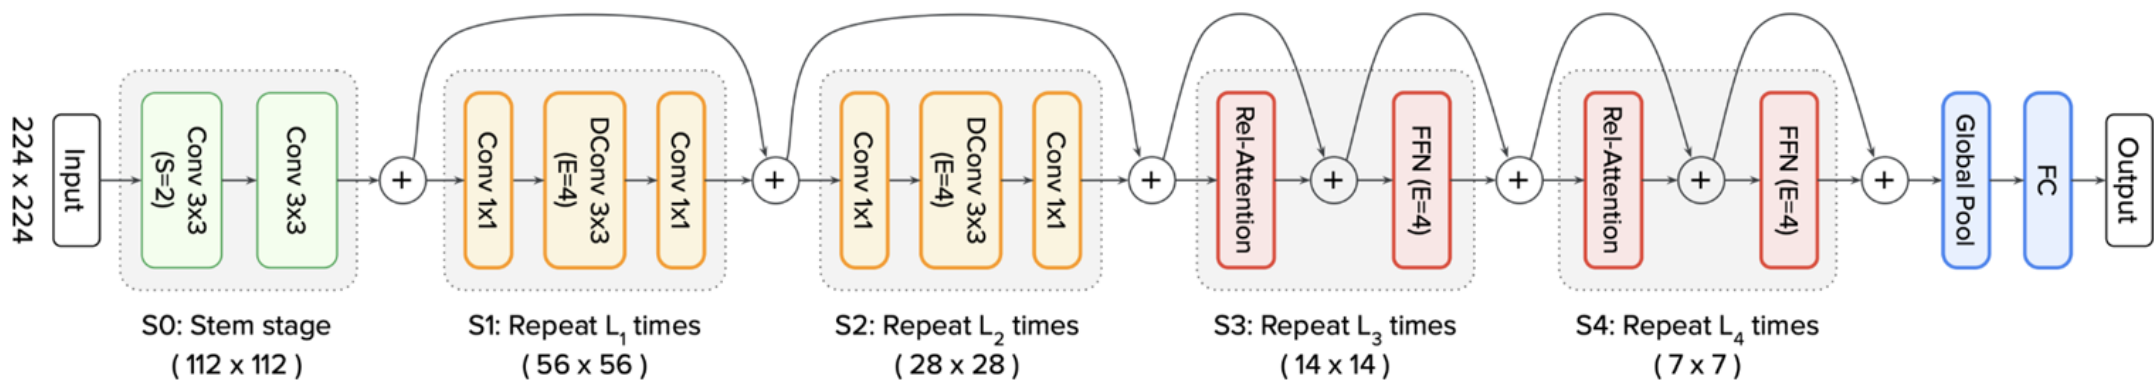 224 x 224
Input
Conv 3x3
(S=2)
Conv 3x3
+
Conv 1x1
DConv 3x3
(E=4)
Conv 1x1
+
Conv 1x1
DConv 3x3
(E=4)
Conv 1x1
+
Rel-Attention
+
FFN (E=4)
+
Rel-Attention
+
FFN (E=4)
+
Global Pool
FC
Output
S0: Stem stage
( 112 x 112 )
S1: Repeat L1 times
( 56 x 56 )
S2: Repeat L2 times
( 28 x 28 )
S3: Repeat L3 times
( 14 x 14 )
S4: Repeat L4 times
( 7 x 7 )